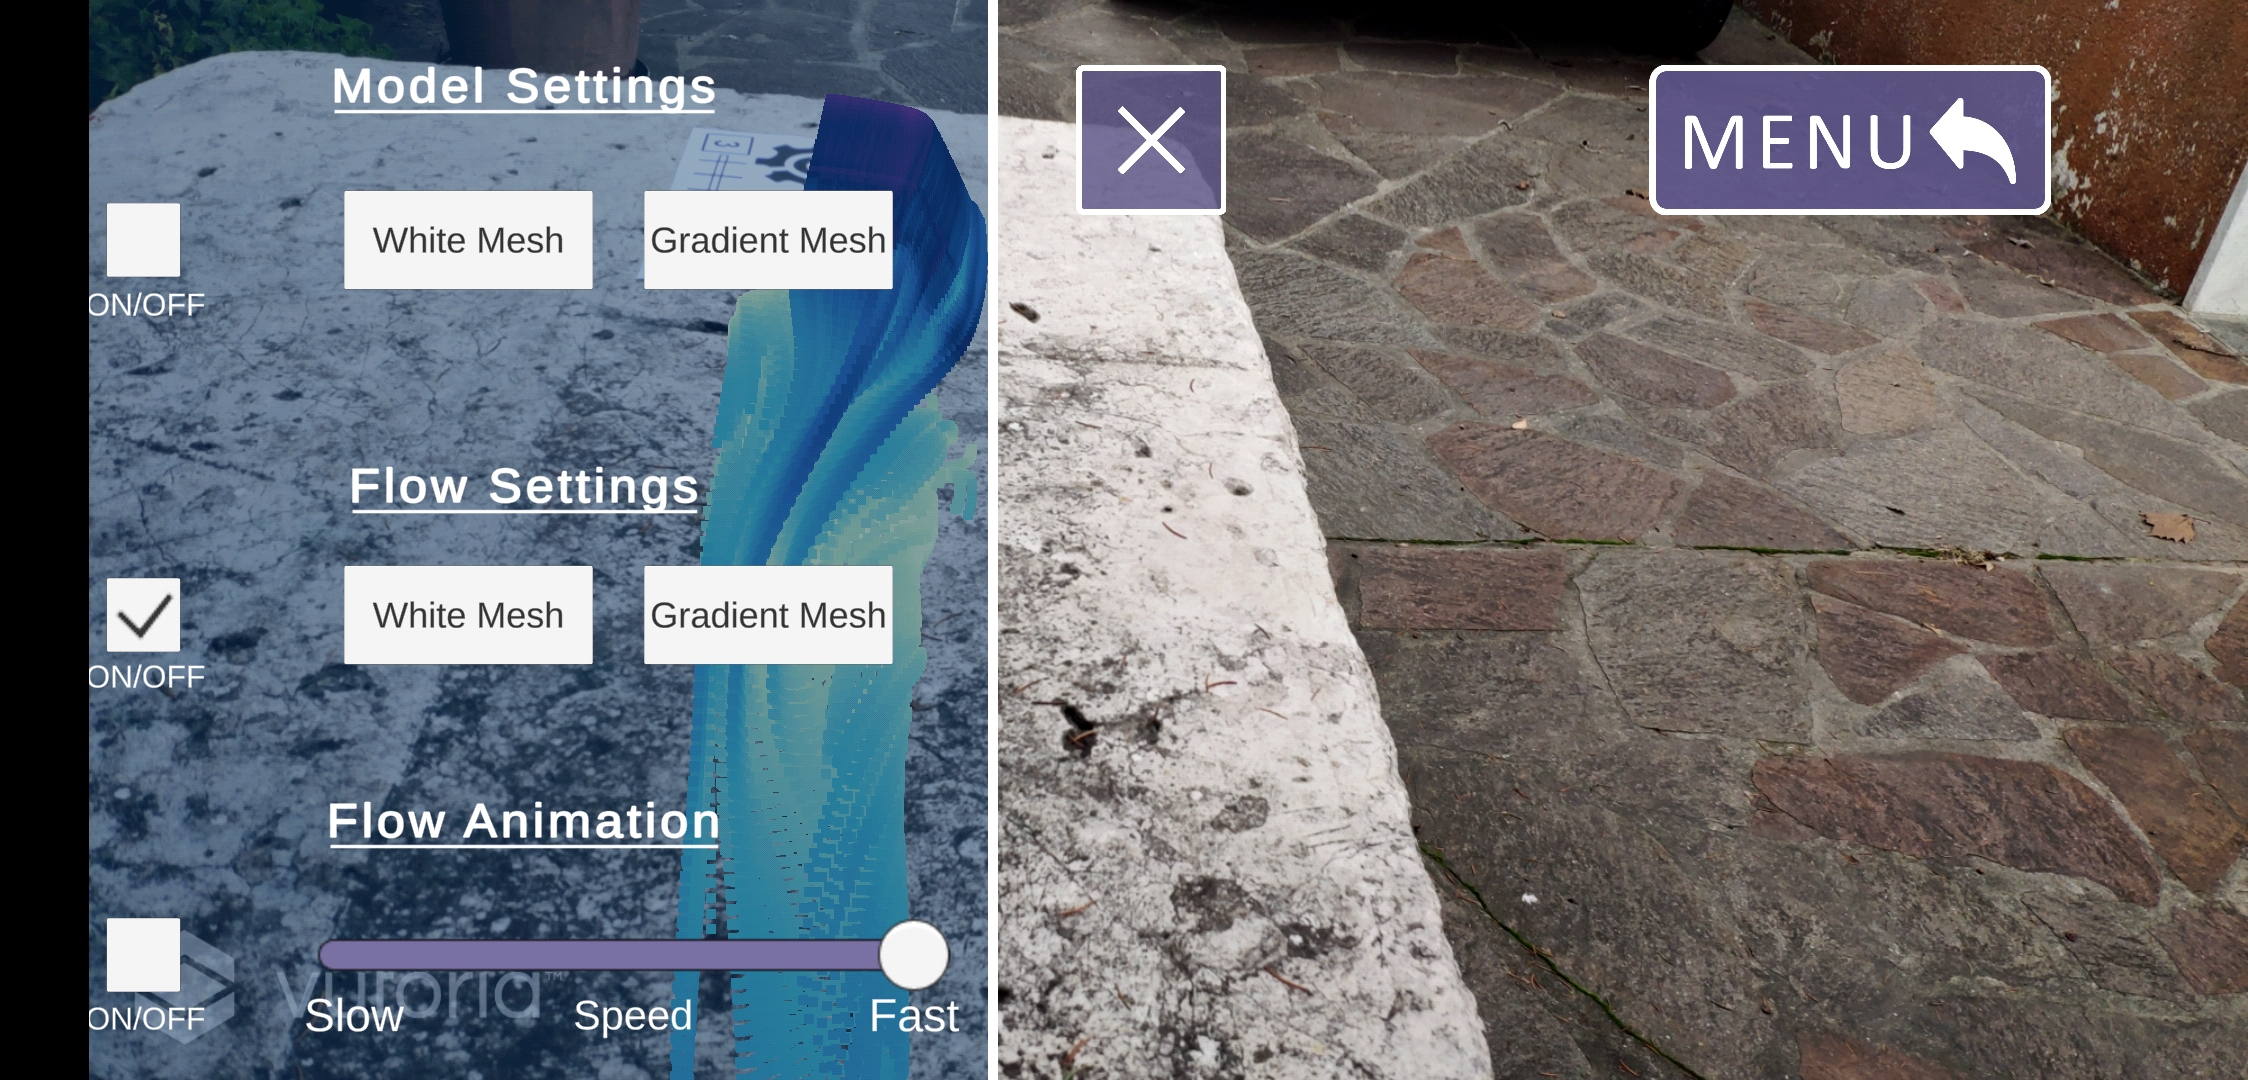 Model Settings
3
White Mesh
Gradient Mesh
ON/OFF
Flow Settings
White Mesh
Gradient Mesh
ON/OFF
Flow Animation
vuforia™
ON/OFF
Slow
Speed
Fast
MENU